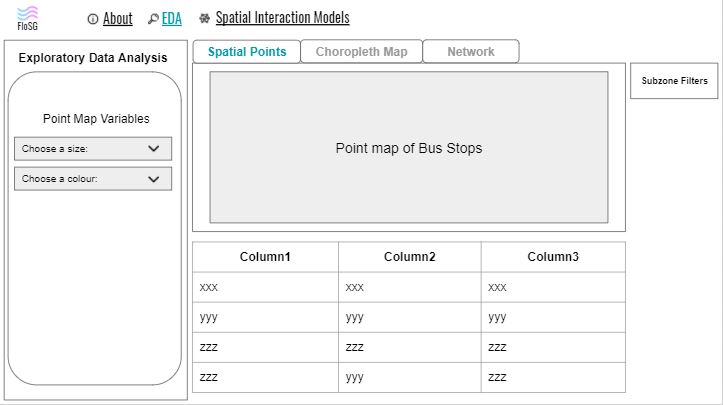 FloSG
About
EDA
Spatial Interaction Models
Exploratory Data Analysis
Point Map Variables
Choose a size:
Choose a colour:
Spatial Points
Choropleth Map
Network
Point map of Bus Stops
Subzone Filters
Column1 Column2 Column3
xxx xxx xxx
yyy yyy yyy
zzz zzz zzz
zzz yyy zzz